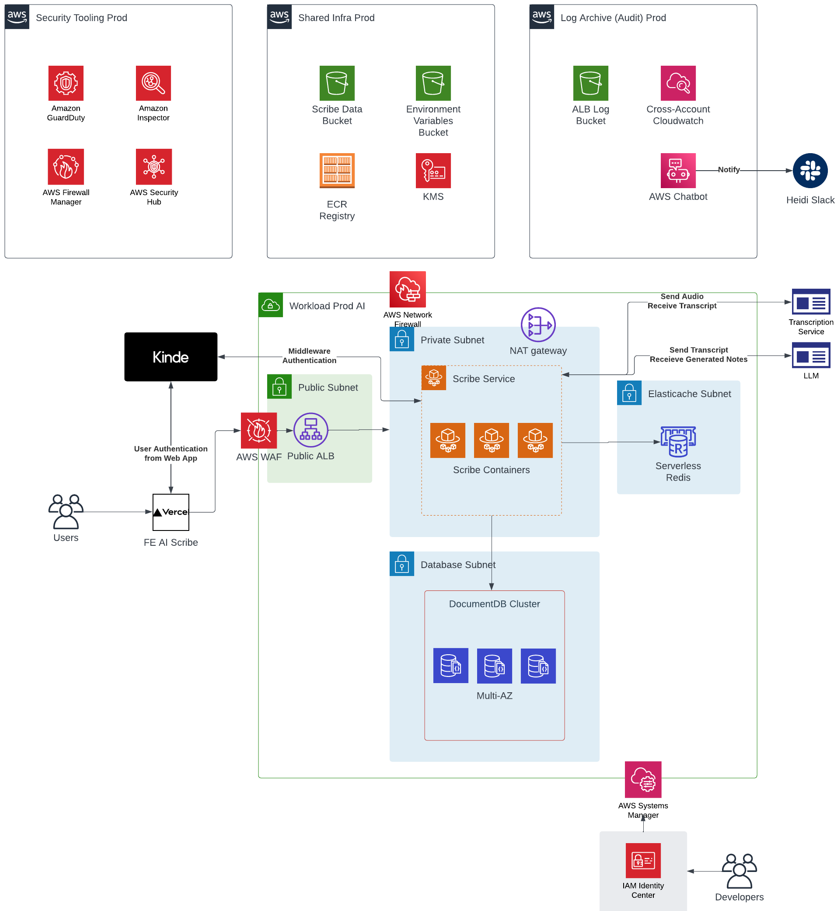 aws
Security Tooling Prod
Amazon
GuardDuty
Amazon
Inspector
AWS Firewall
Manager
AWS Security
Hub
aws
Shared Infra Prod
Scribe Data
Bucket
Environment
Variables
Bucket
ECR
Registry
KMS
aws
Log Archive (Audit) Prod
ALB Log
Bucket
Cross-Account
Cloudwatch
AWS Chatbot
Notify
Heidi Slack
Workload Prod AI
AWS Network
Firewall
NAT gateway
Send Audio
Receive Transcript
Transcription
Service
Send Transcript
Receieve Generated Notes
LLM
Kinde
Middleware
Authentication
Private Subnet
Scribe Service
Scribe Containers
Public Subnet
AWS WAF
Public ALB
Elasticache Subnet
R
Serverless
Redis
User Authentication
from Web App
Users
Verce
FE AI Scribe
Database Subnet
DocumentDB Cluster
Multi-AZ
AWS Systems
Manager
IAM Identity
Center
Developers